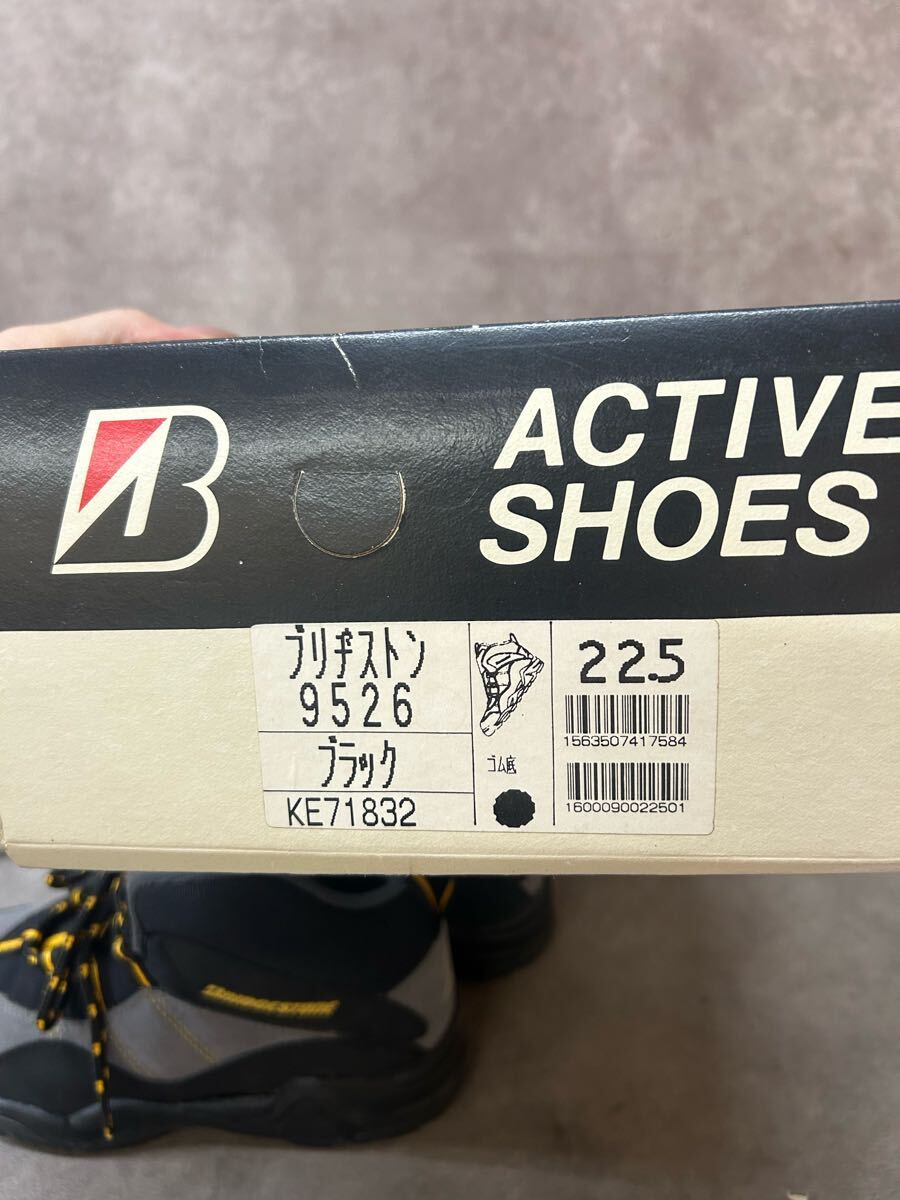 B
ACTIVE
SHOES
ブリヂストン
9526
ブラック
KE71832
ゴム底
22.5
1563507417584
1600090022501
BRIDGESTONE